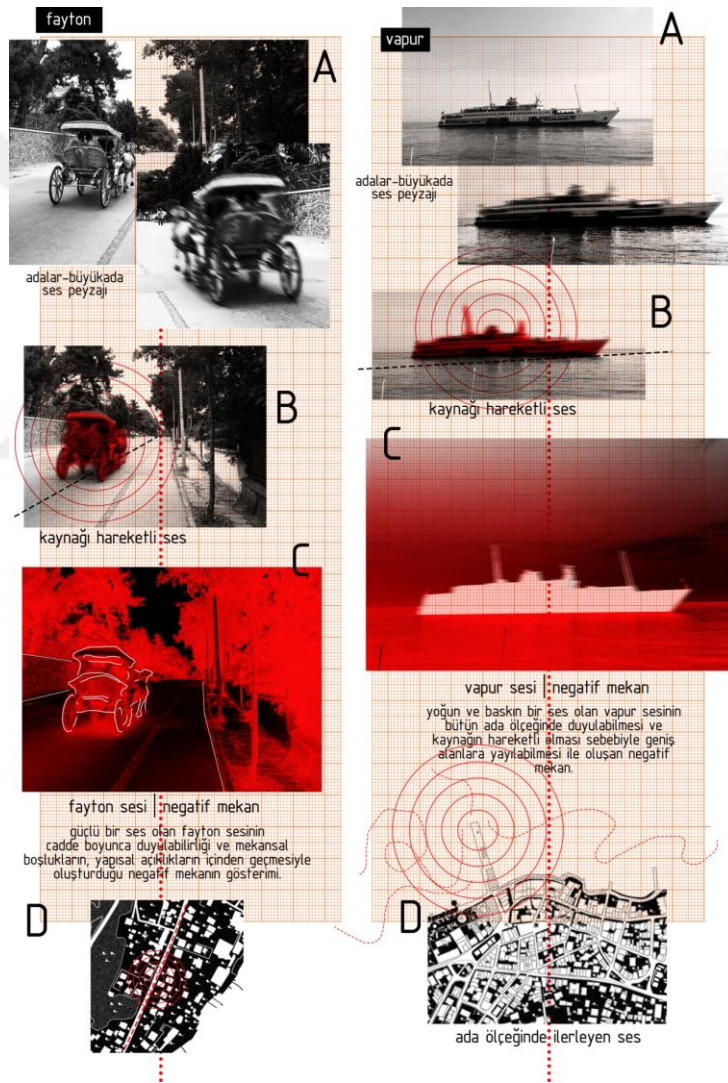 fayton
A
adalar-büyükada
ses peyzajı
B
kaynağı hareketli ses
C
fayton sesi | negatif mekan
güçlü bir ses olan fayton sesinin
cadde boyunca duyulabilirliği ve mekansal
boşlukların, yapısal açıklıkların içinden geçmesiyle
oluşturduğu negatif mekanın gösterimi.
D
vapur
A
adalar-büyükada
ses peyzajı
B
kaynağı hareketli ses
C
vapur sesi | negatif mekan
yoğun ve baskın bir ses olan vapur sesinin
bütün ada ölçeğinde duyulabilmesi ve
kaynağın hareketli olması sebebiyle geniş
alanlara yayılabilmesi ile oluşan negatif
mekan.
D
ada ölçeğinde ilerleyen ses